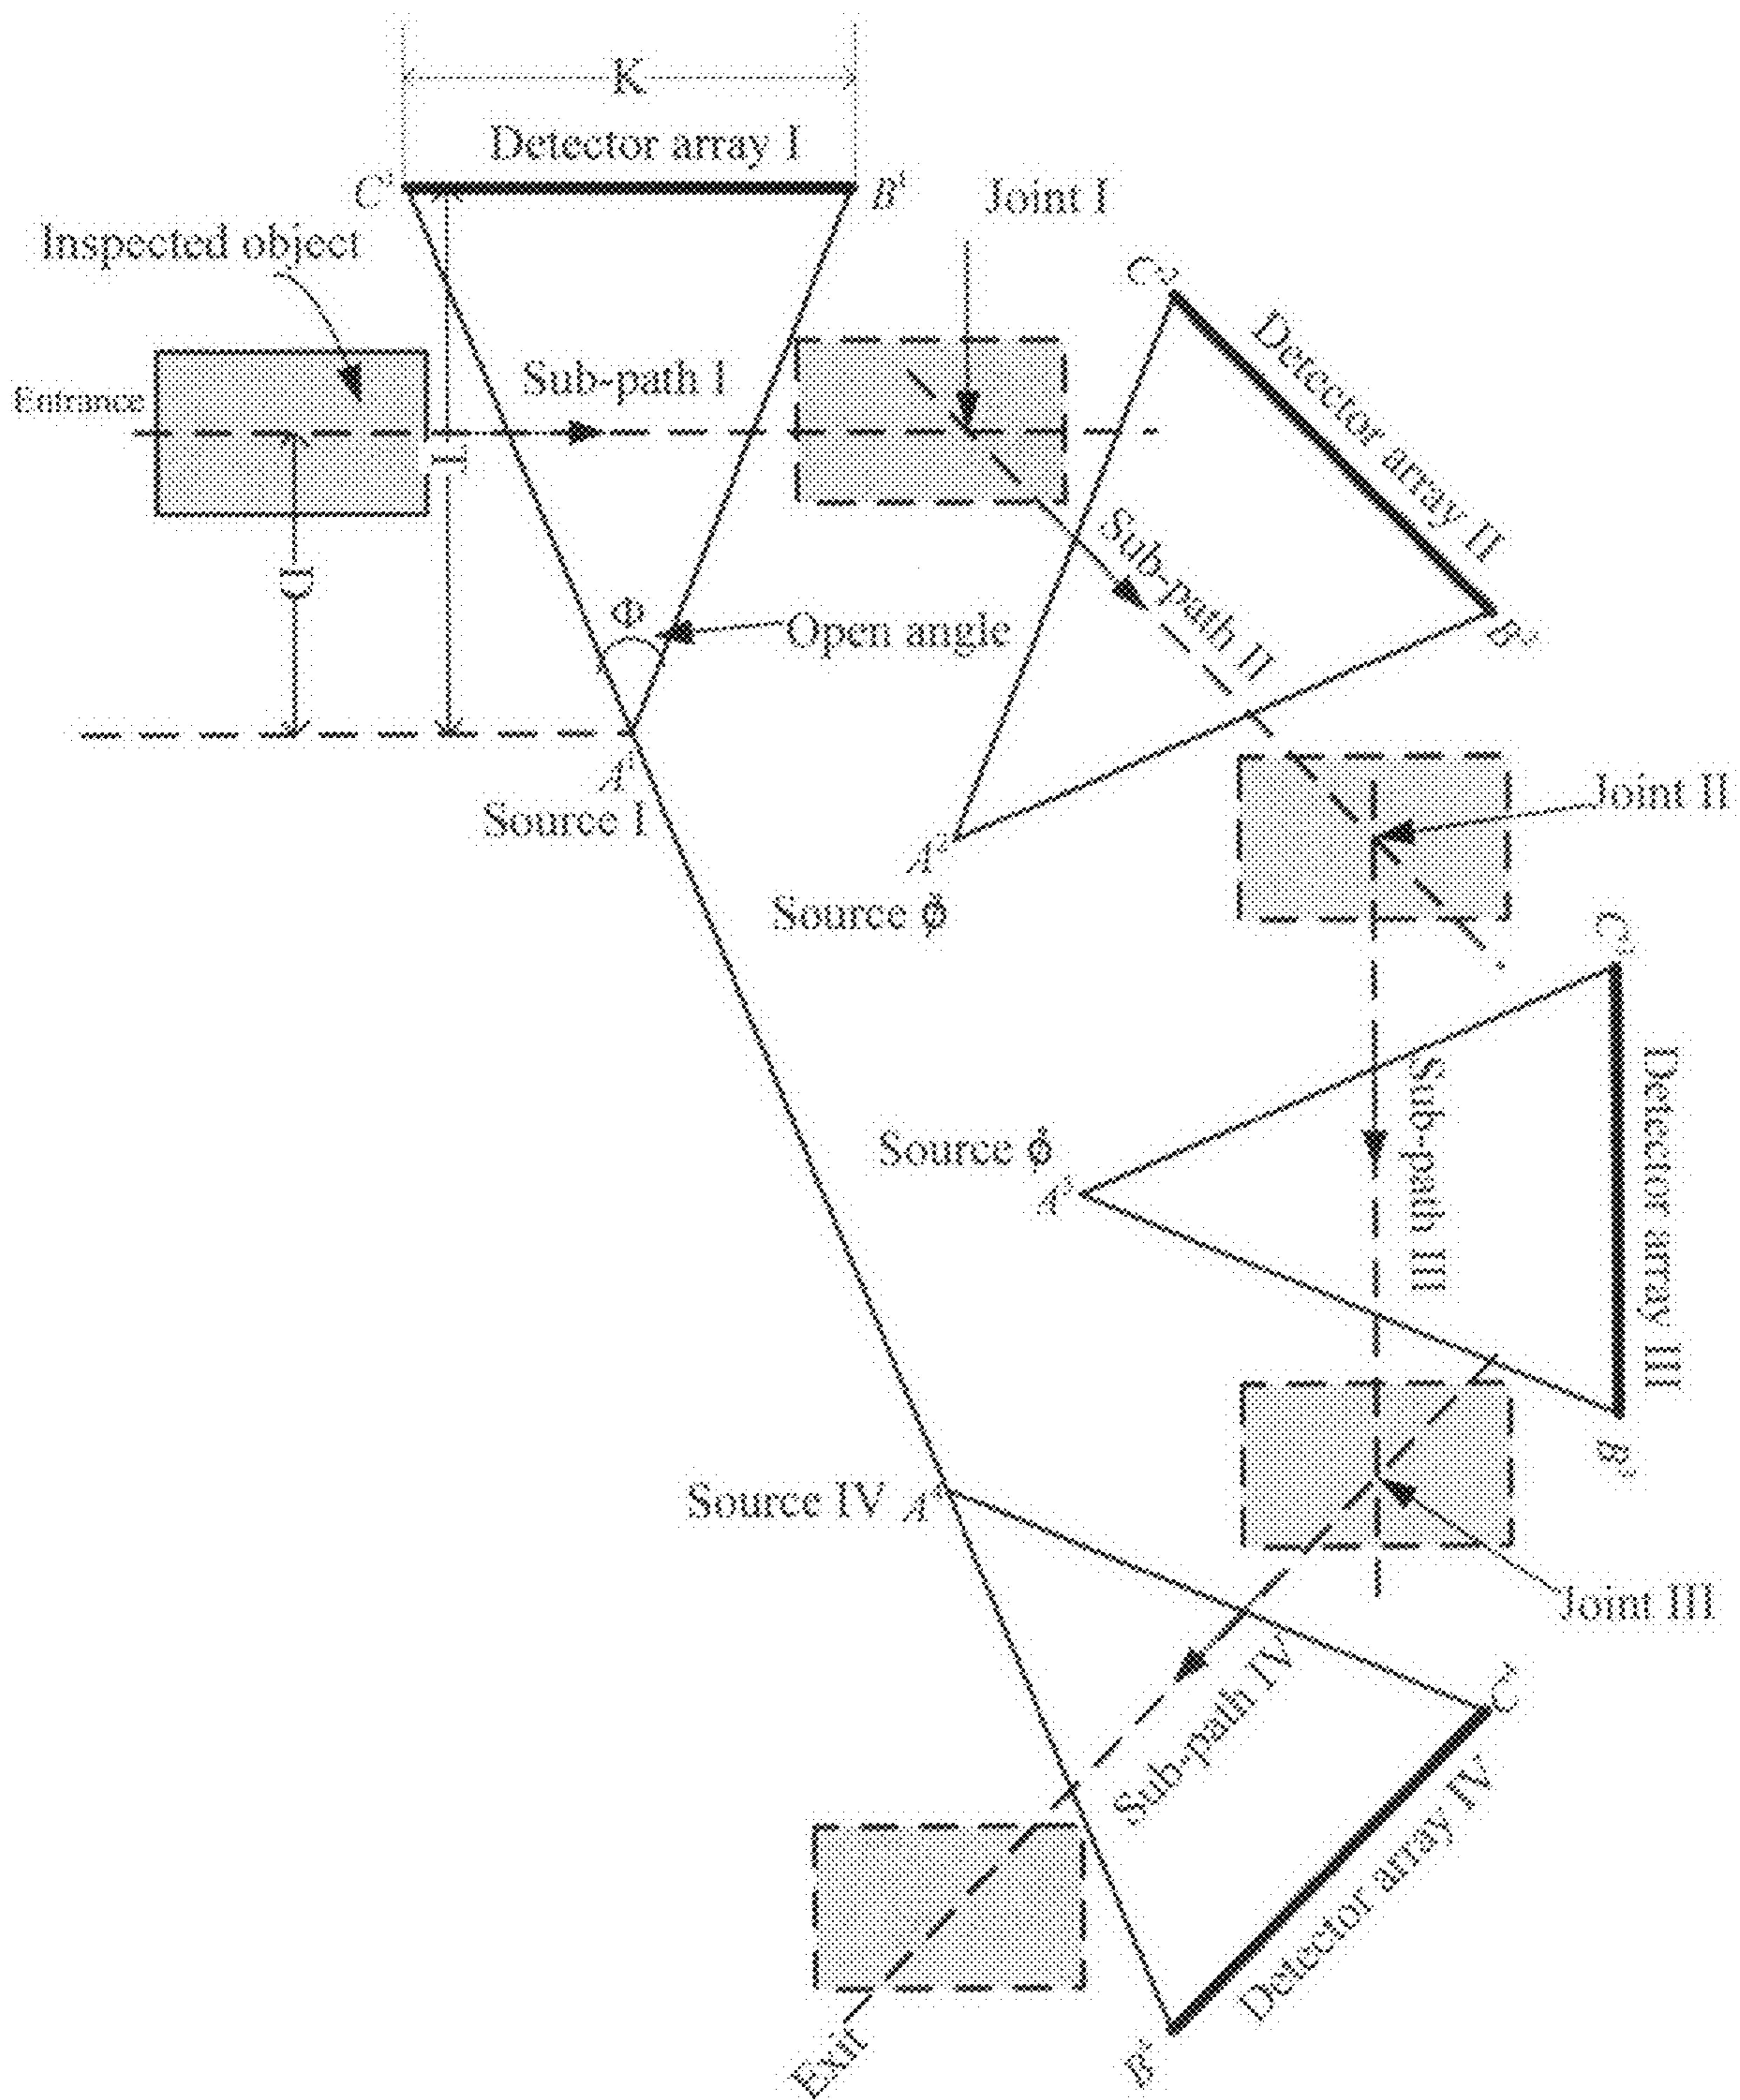 K
Detector array I
C¹
B¹
Joint I
Inspected object
C²
Detector array II
Entrance
Sub-path I
T
D
Sub-path II
Φ
Open angle
B²
A¹
Source I
Joint II
A²
Source ϕ
C³
Sub-path III
Detector array III
Source ϕ
A³
B³
Source IV
A⁴
Joint III
C⁴
Sub-path IV
Detector array IV
Exit
B⁴